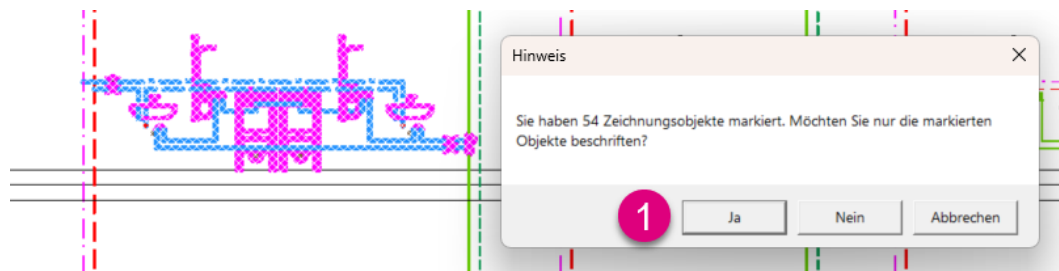 Hinweis
Sie haben 54 Zeichnungsobjekte markiert. Möchten Sie nur die markierten
Objekte beschriften?
1
Ja
Nein
Abbrechen